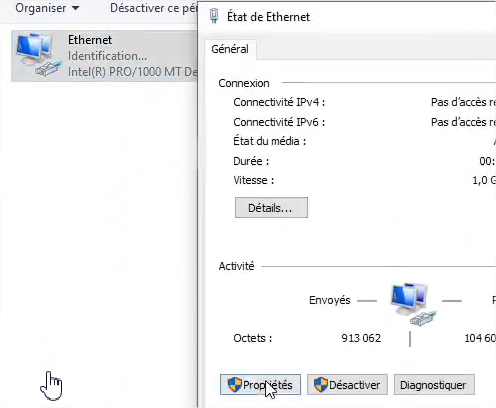 Organiser
Désactiver ce
Ethernet
Identification...
Intel(R) PRO/1000 MT
État de Ethernet
Général
Connexion
Connectivité IPv4 :
Pas d'accès
Connectivité IPv6 :
Pas d'accès
État du média :
Durée :
00:
Vitesse :
1,0
Détails...
Activité
Envoyés
Octets :
913 062
104 60
Propriétés
Désactiver
Diagnostiquer